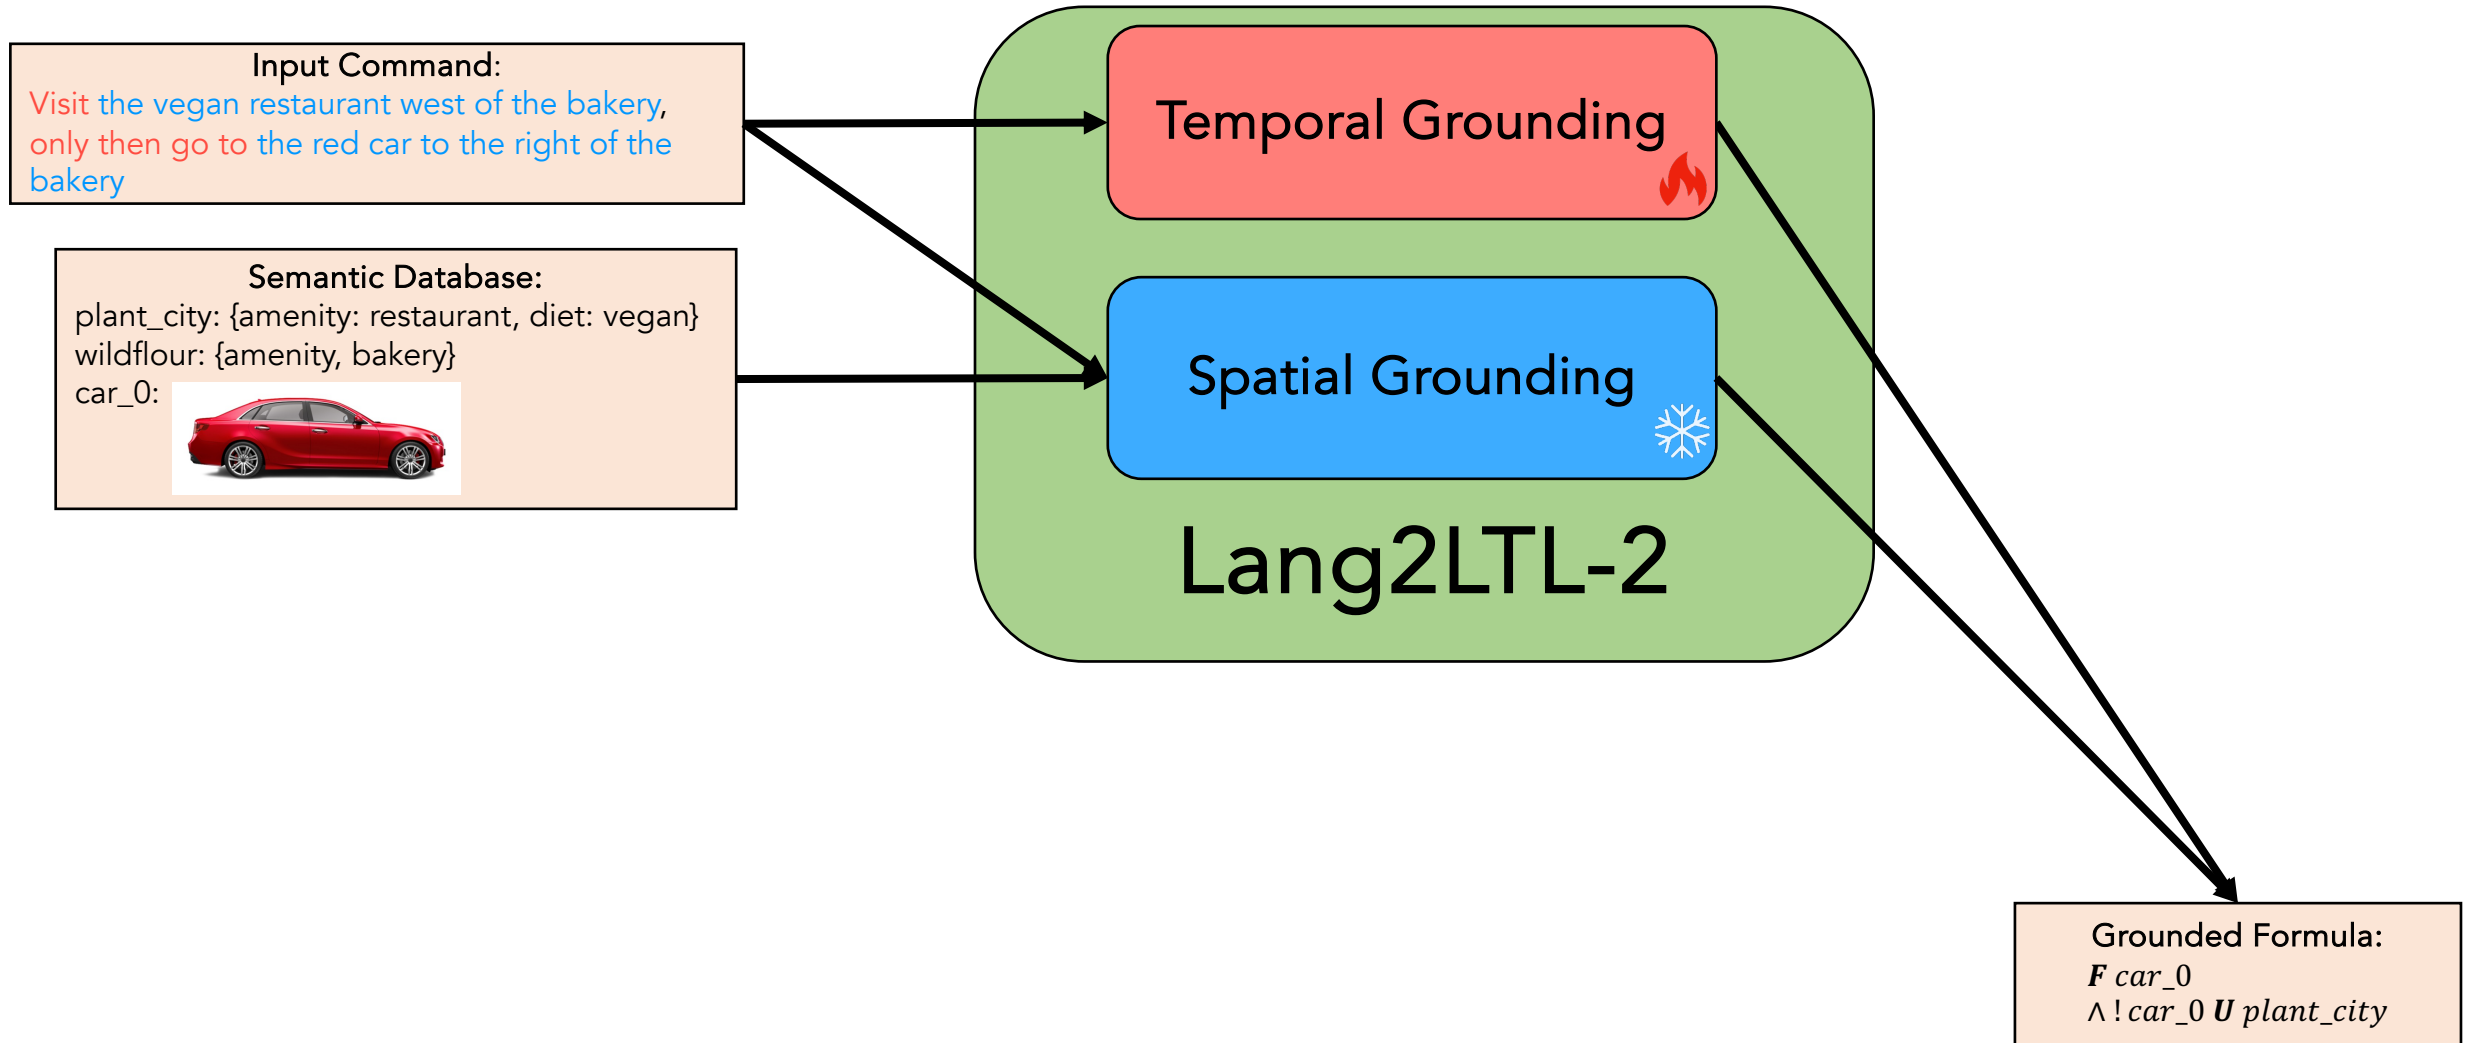 Input Command:
Visit the vegan restaurant west of the bakery,
only then go to the red car to the right of the
bakery
Semantic Database:
plant_city: {amenity: restaurant, diet: vegan}
wildflour: {amenity, bakery}
car_0:
Temporal Grounding
Spatial Grounding
Lang2LTL-2
Grounded Formula:
F car_0
∧ ! car_0 U plant_city